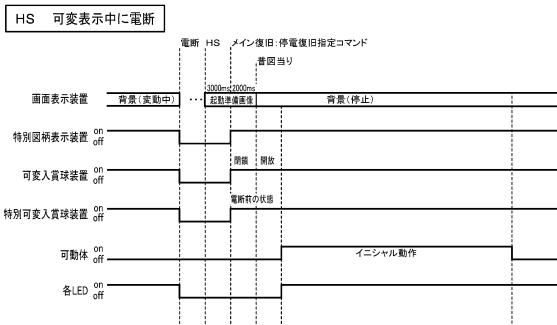 HS 可変表示中に電断
電断 HS メイン復旧:停電復旧指定コマンド
普図当り
3000ms 2000ms
画面表示装置 背景(変動中) ・・・ 起動準備画像 背景(停止)
特別図柄表示装置 on off
閉鎖 開放
可変入賞球装置 on off
電断前の状態
特別可変入賞球装置 on off
可動体 on off イニシャル動作
各LED on off